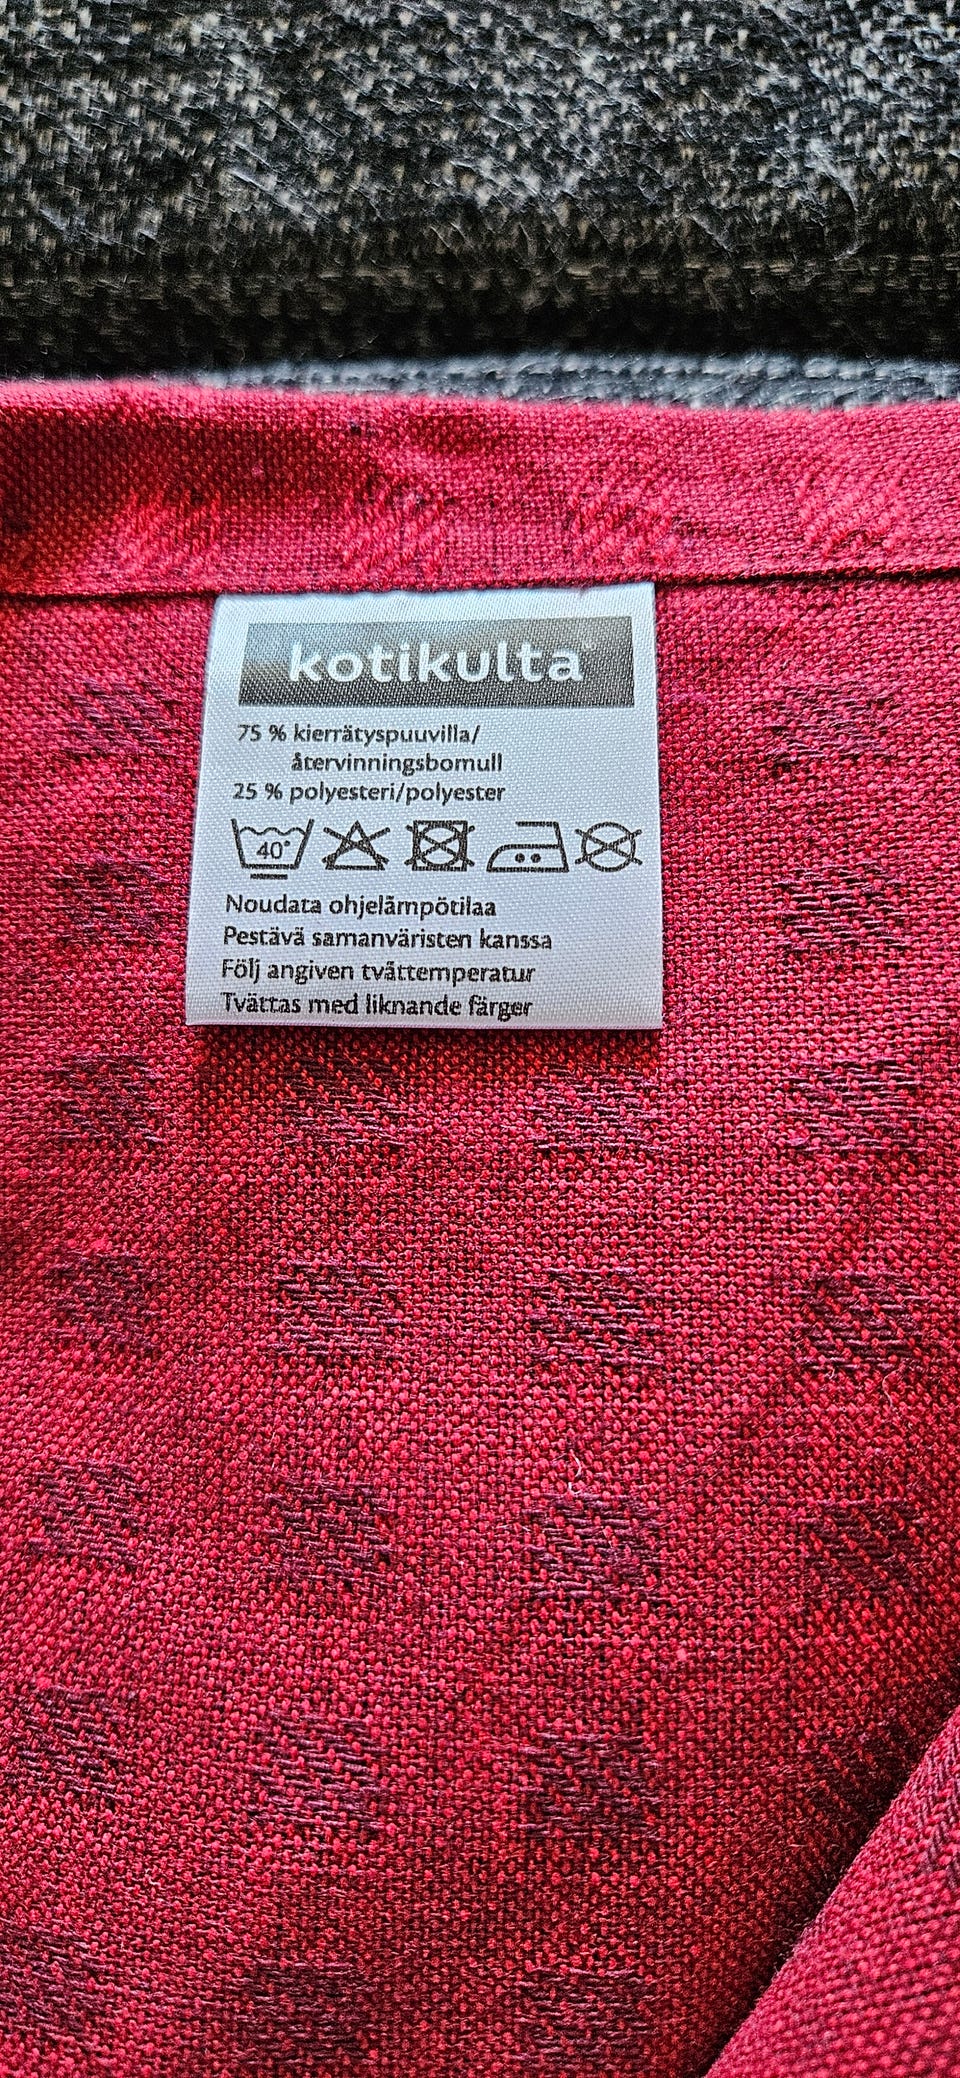 kotikulta
75 % kierrätyspuuvilla/
återvinningsbomull
25 % polyesteri/polyester
40°
Noudata ohjelämpötilaa
Pestävä samanväristen kanssa
Följ angiven tvättemperatur
Tvättas med liknande färger